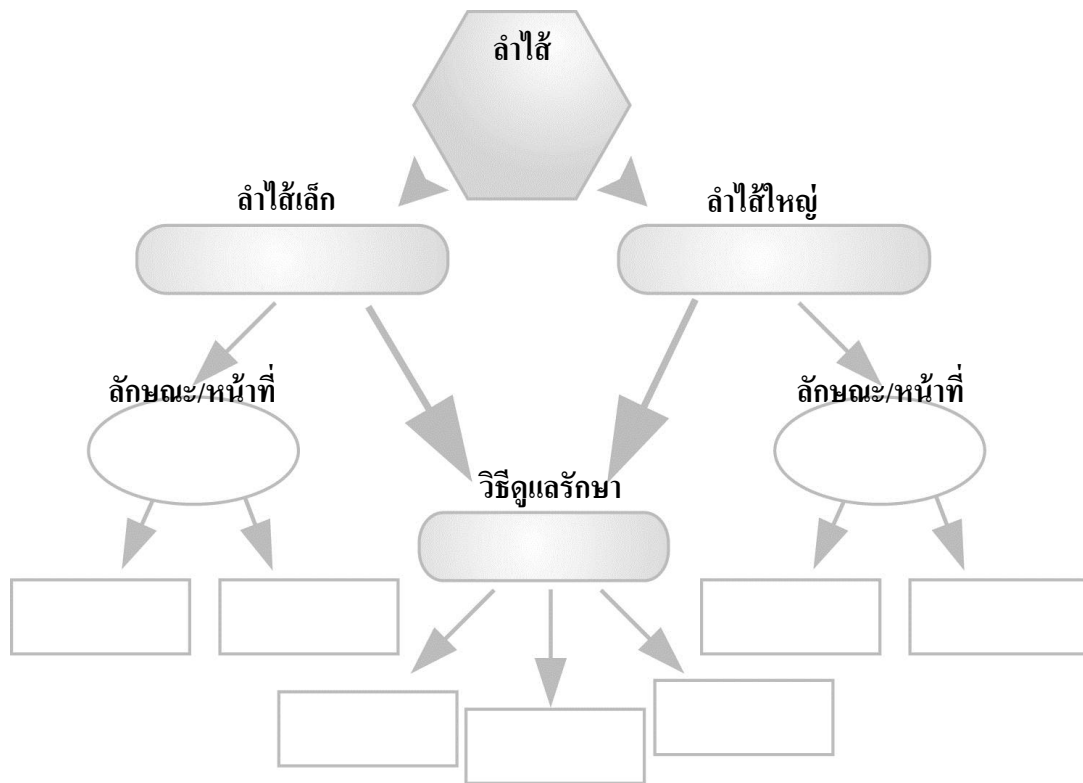 ลำไส้
ลำไส้เล็ก
ลำไส้ใหญ่
ลักษณะ/หน้าที่
ลักษณะ/หน้าที่
วิธีดูแลรักษา